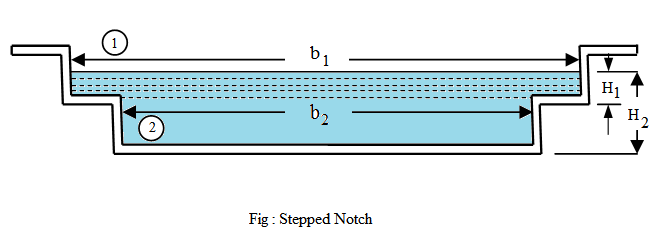 1
b1
H1
b2
H2
2
Fig : Stepped Notch